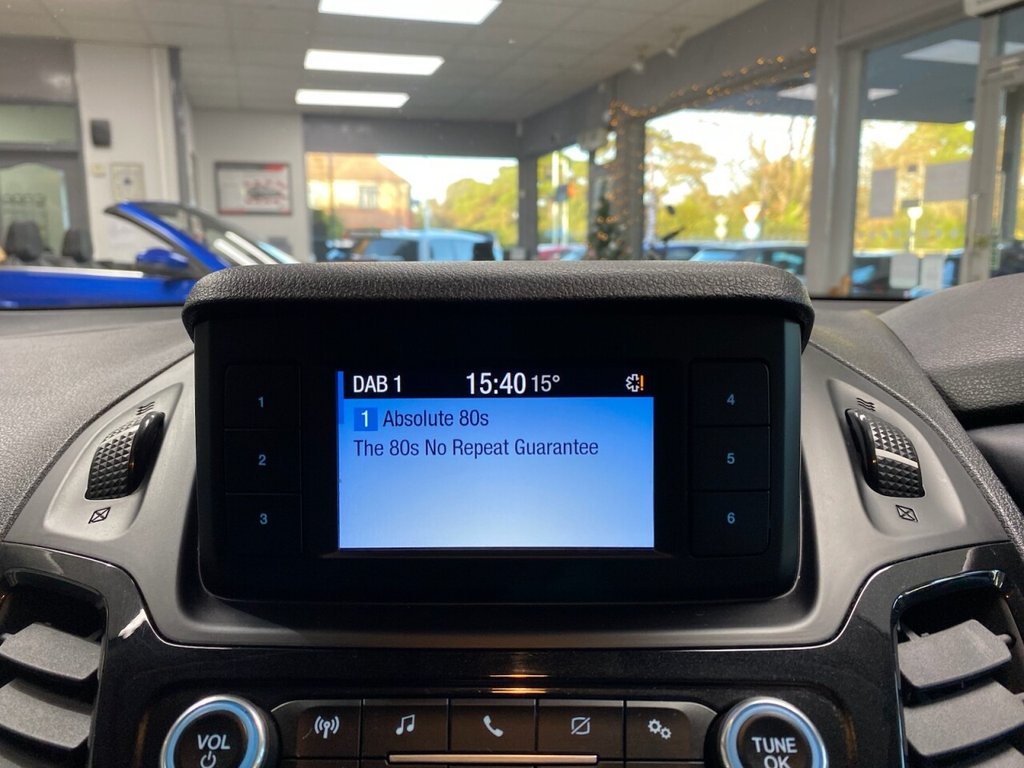 DAB 1 15:40 15°
1 Absolute 80s
The 80s No Repeat Guarantee
1
2
3
4
5
6
VOL
TUNE
OK